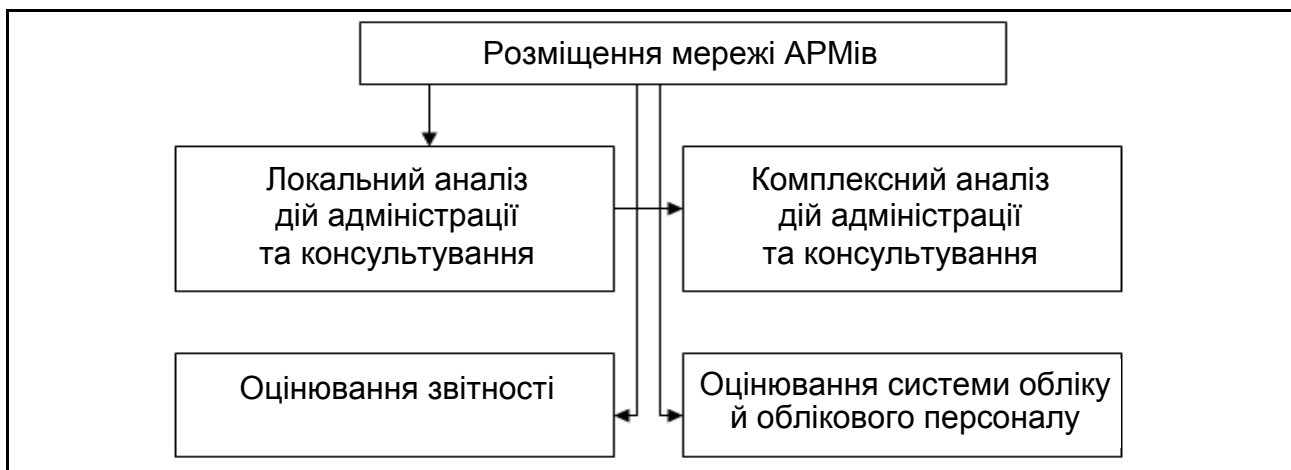 Розміщення мережі АРМів
Локальний аналіз
дій адміністрації
та консультування
Комплексний аналіз
дій адміністрації
та консультування
Оцінювання звітності
Оцінювання системи обліку
й облікового персоналу